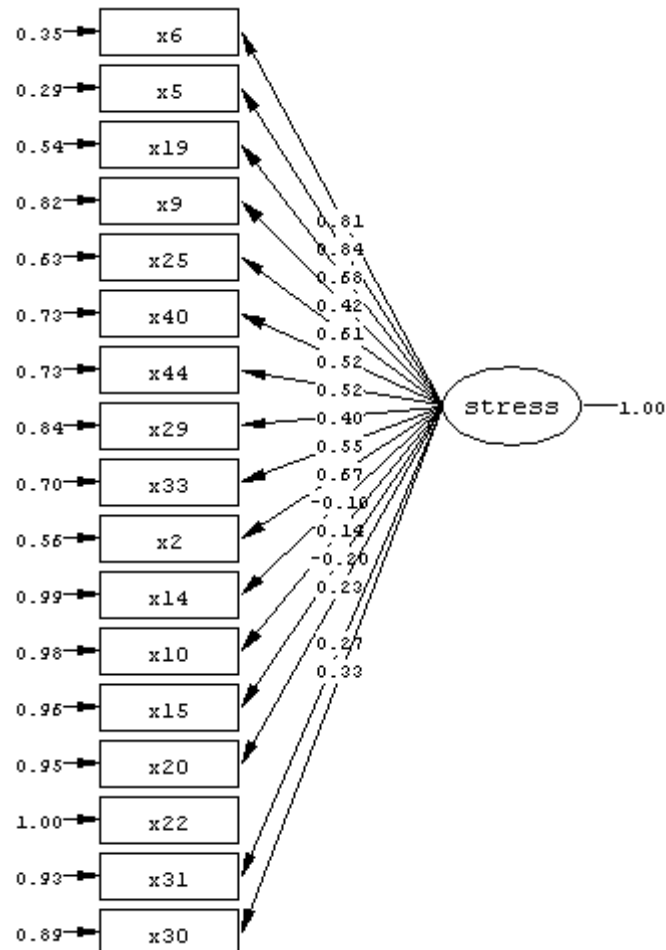 0.35 x6
0.29 x5
0.54 x19
0.82 x9
0.63 x25
0.73 x40
0.73 x44
0.84 x29
0.70 x33
0.56 x2
0.99 x14
0.98 x10
0.96 x15
0.95 x20
1.00 x22
0.93 x31
0.89 x30
0.81
0.84
0.68
0.42
0.61
0.52
0.52
0.40
0.55
0.67
-0.10
-0.14
-0.20
0.23
0.27
0.33
stress 1.00